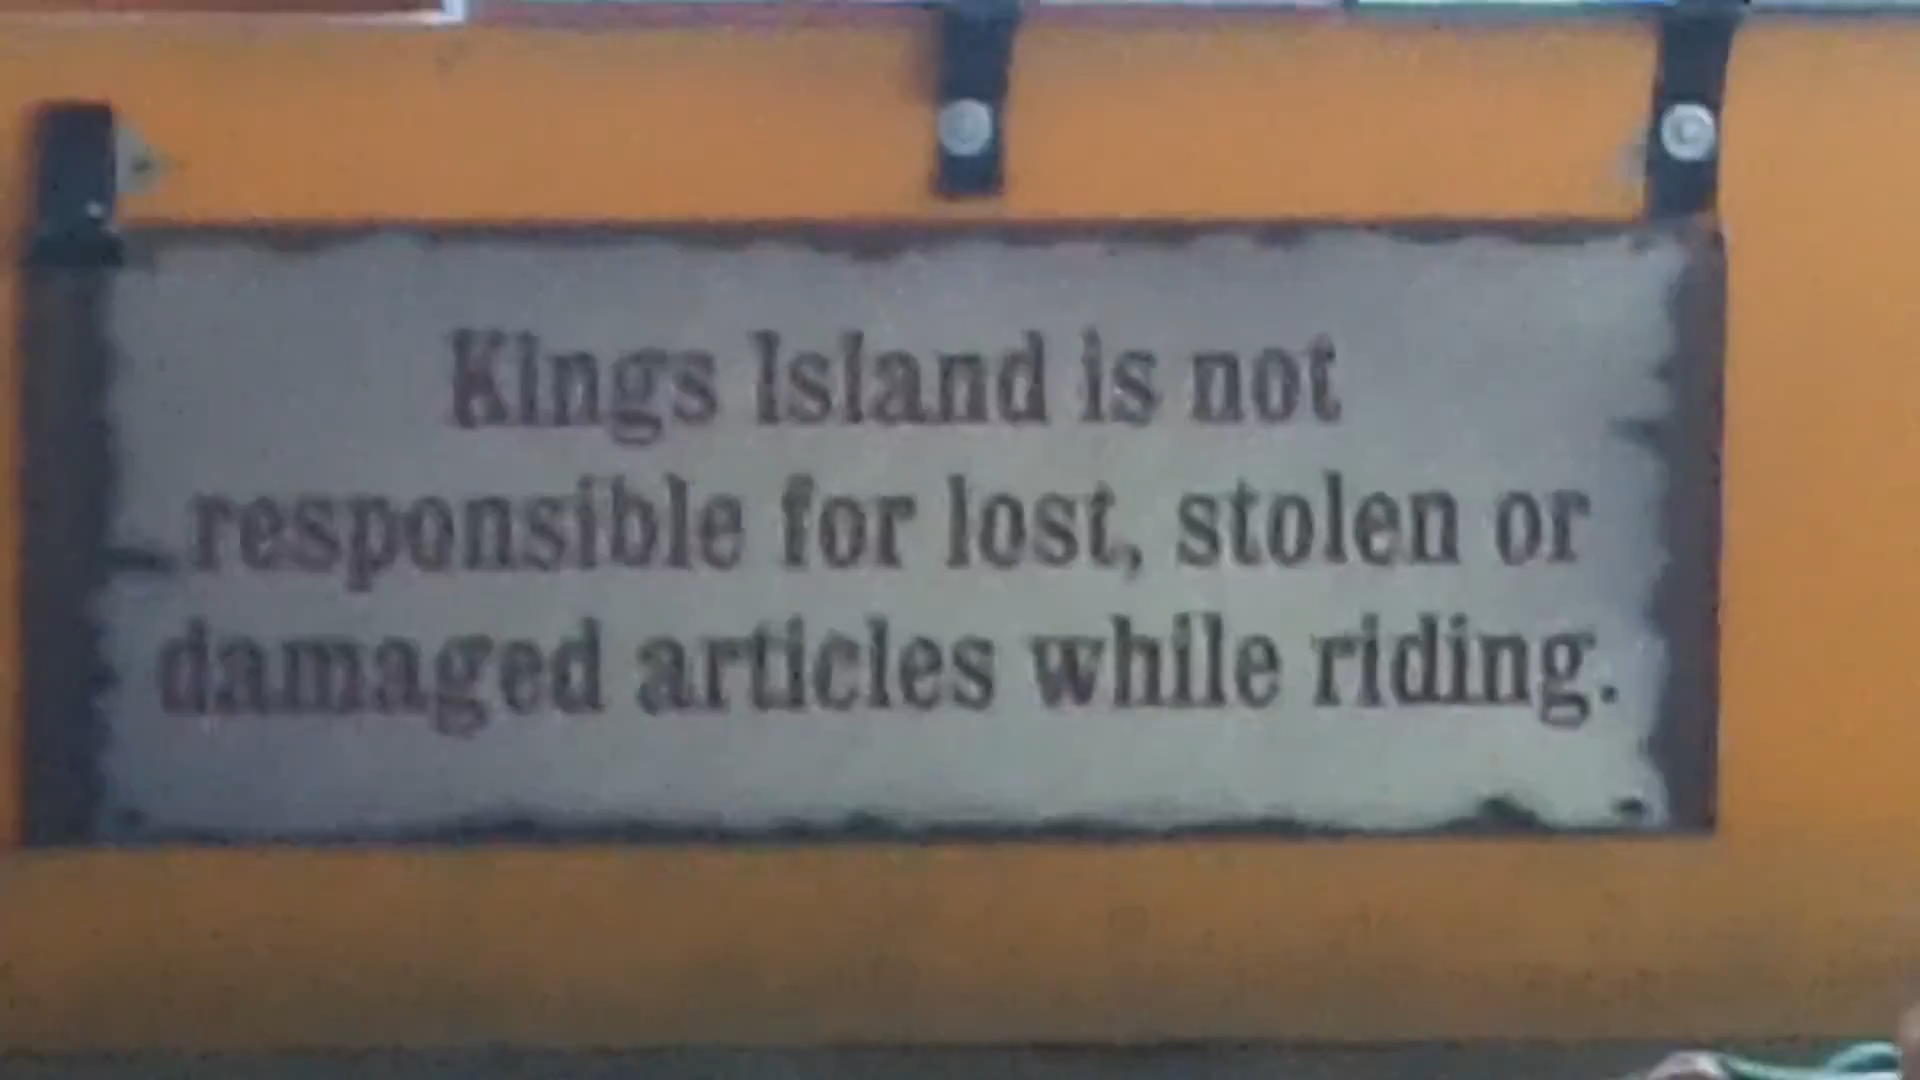 Kings Island is not
responsible for lost, stolen or
damaged articles while riding.